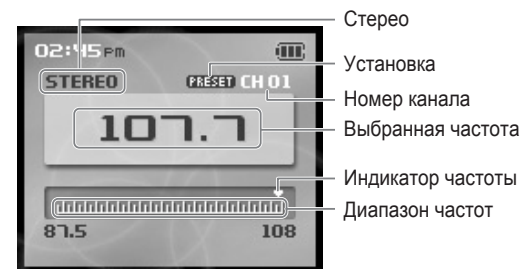 Стерео
02:45 PM
Установка
STEREO
PRESET CH 01
Номер канала
107.7
Выбранная частота
Индикатор частоты
Диапазон частот
87.5 108